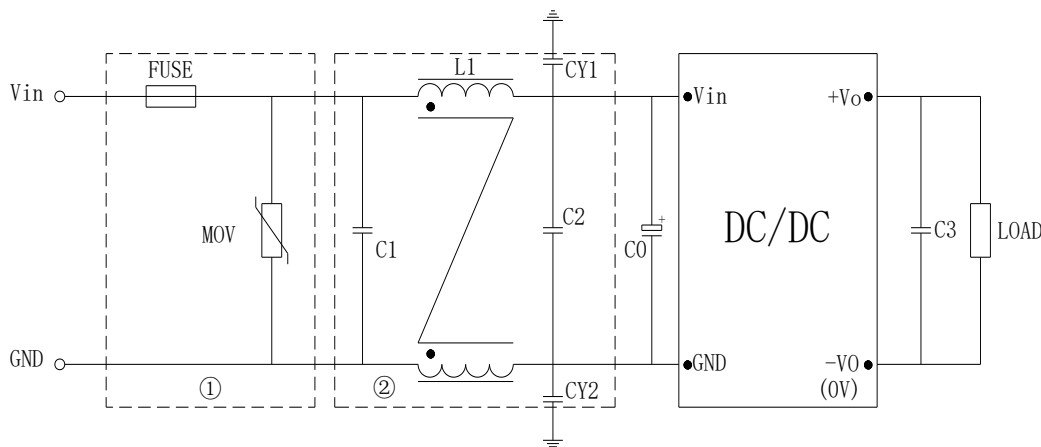 FUSE
L1
CY1
Vin
Vin
+Vo
MOV
C1
C2
C0
+
DC/DC
C3
LOAD
GND
GND
-VO
(0V)
①
②
CY2